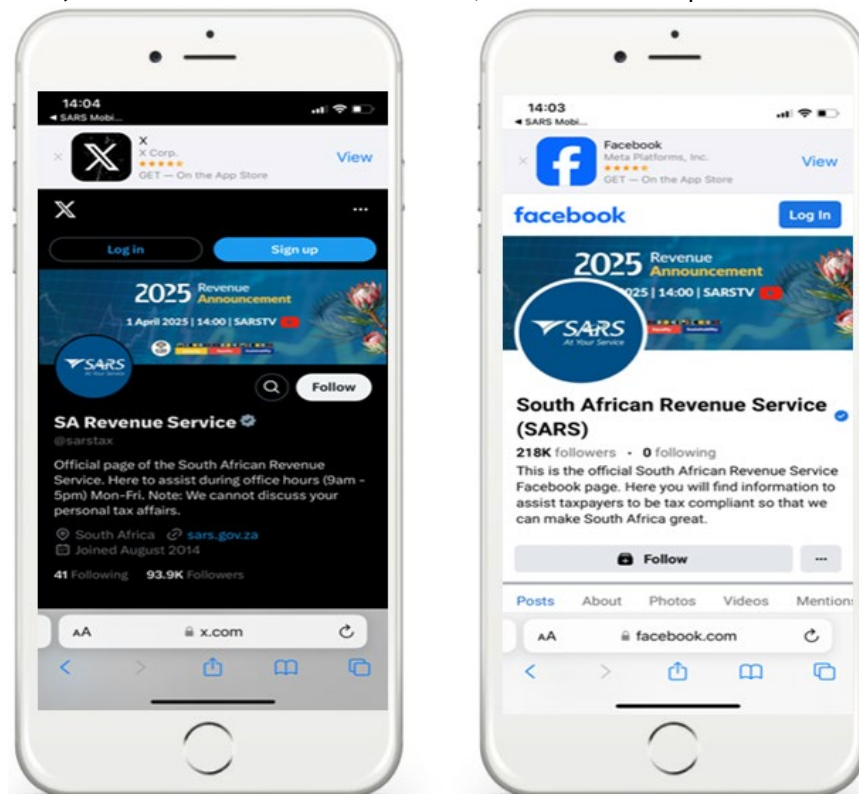 14:04
SARS Mobi...
X
X Corp.
GET — On the App Store
View
Log in
Sign up
2025 Revenue
Announcement
1 April 2025 | 14:00 | SARSTV
SARS
At Your Service
Follow
SA Revenue Service
@sarstax
Official page of the South African Revenue
Service. Here to assist during office hours (9am -
5pm) Mon-Fri. Note: We cannot discuss your
personal tax affairs.
South Africa sars.gov.za
Joined August 2014
41 Following 93.9K Followers
AA x.com
14:03
SARS Mobi...
Facebook
Meta Platforms, Inc.
GET — On the App Store
View
facebook
Log In
2025 Revenue
Announcement
2025 | 14:00 | SARSTV
SARS
At Your Service
South African Revenue Service
(SARS)
218K followers • 0 following
This is the official South African Revenue Service
Facebook page. Here you will find information to
assist taxpayers to be tax compliant so that we
can make South Africa great.
Follow
Posts About Photos Videos Mentions
AA facebook.com